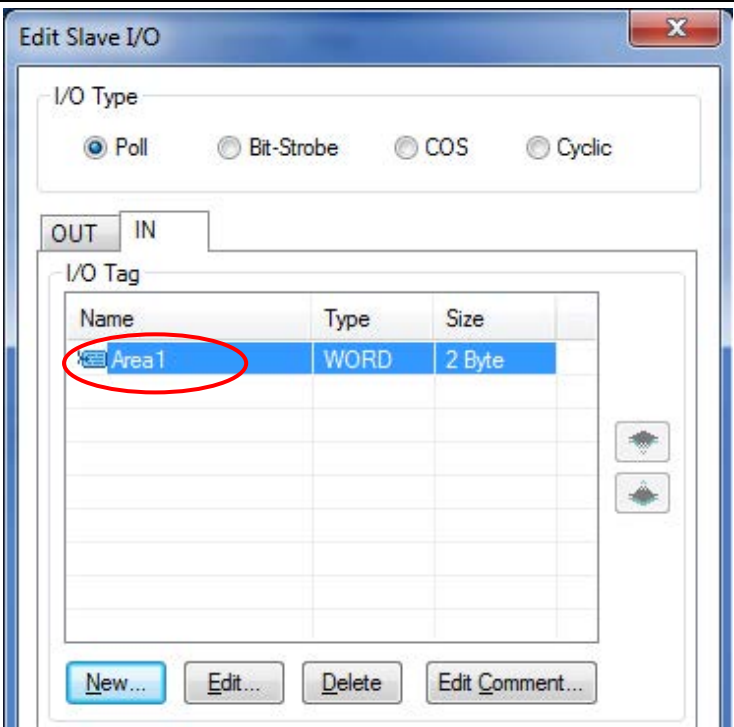 Edit Slave I/O
I/O Type
Poll Bit-Strobe COS Cyclic
OUT IN
I/O Tag
Name Type Size
Area1 WORD 2 Byte
New... Edit... Delete Edit Comment...